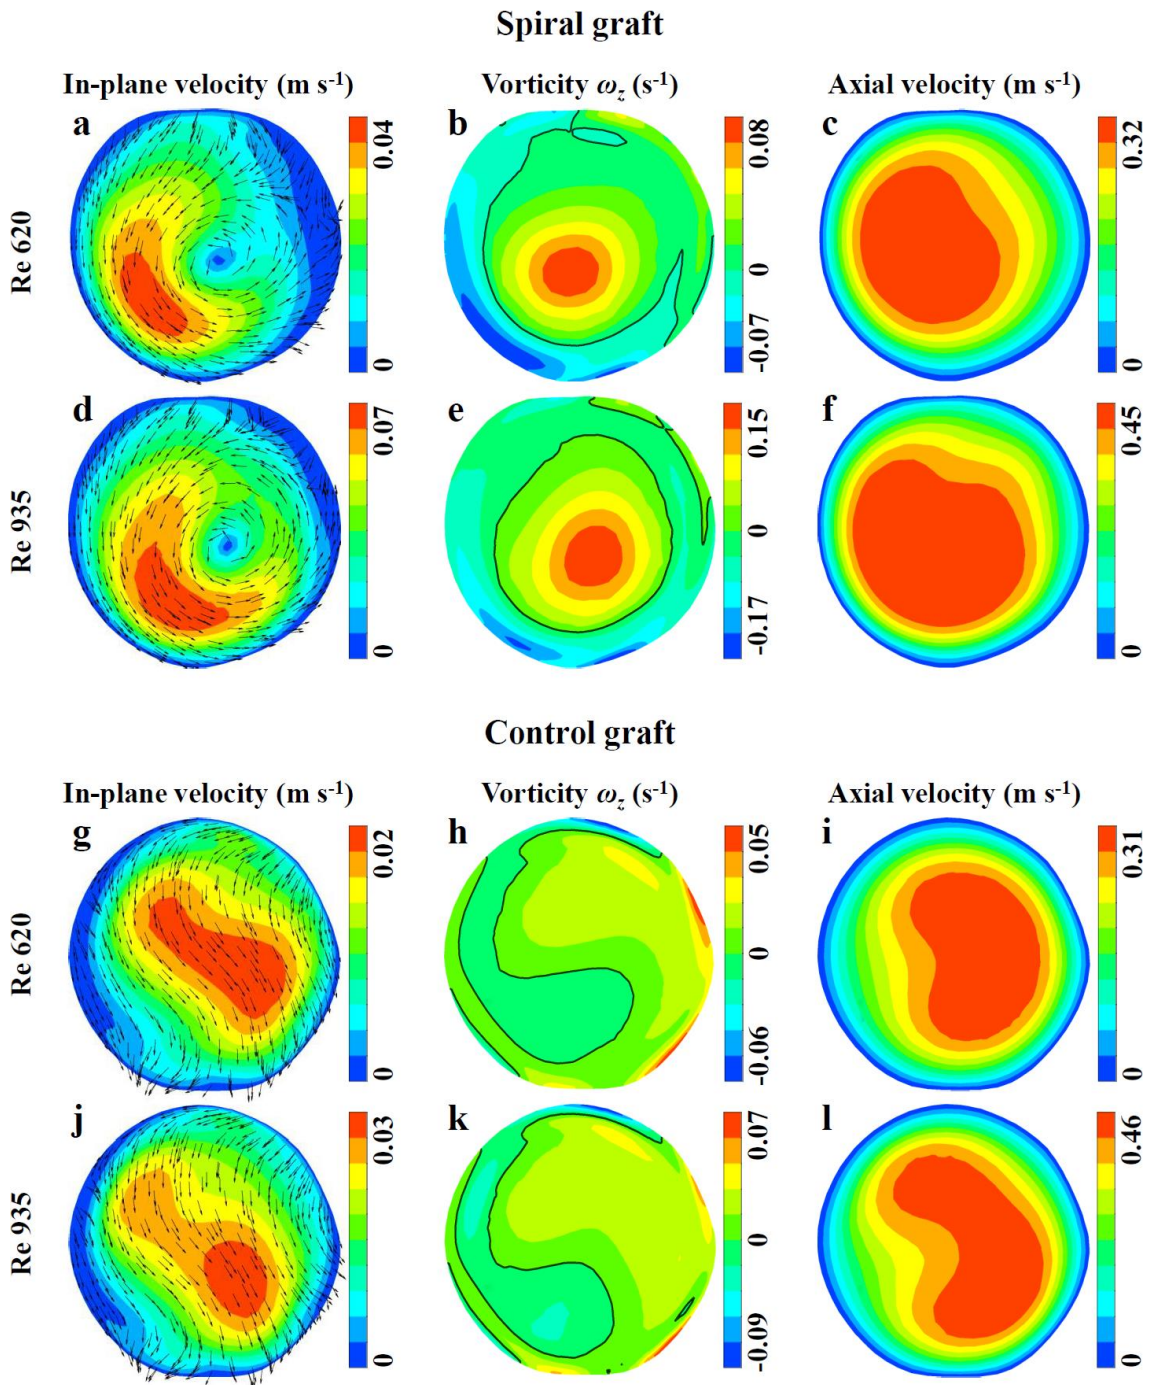 Spiral graft
In-plane velocity (m s-1) Vorticity ωz (s-1) Axial velocity (m s-1)
a 0.04 0 b 0.08 0 -0.07 c 0.32 0
Re 620
d 0.07 0 e 0.15 0 -0.17 f 0.45 0
Re 935
Control graft
In-plane velocity (m s-1) Vorticity ωz (s-1) Axial velocity (m s-1)
g 0.02 0 h 0.05 0 -0.06 i 0.31 0
Re 620
j 0.03 0 k 0.07 0 -0.09 l 0.46 0
Re 935